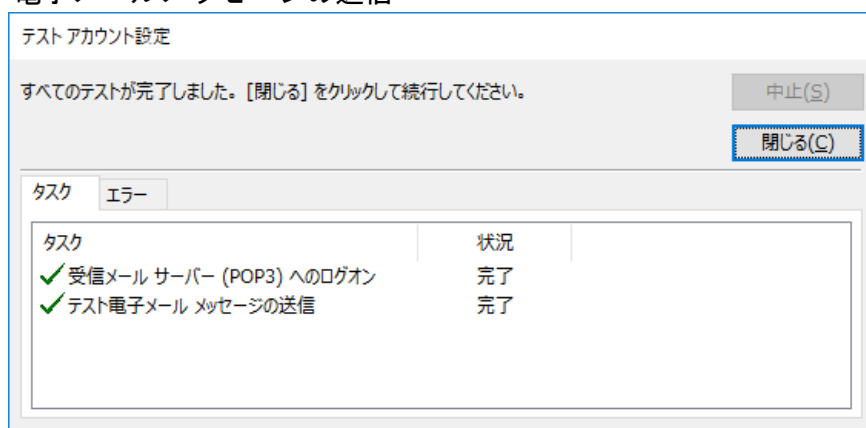 テスト アカウント設定
すべてのテストが完了しました。[閉じる] をクリックして続行してください。
中止(S)
閉じる(C)
タスク
エラー
タスク 状況
受信メール サーバー (POP3) へのログオン 完了
テスト電子メール メッセージの送信 完了